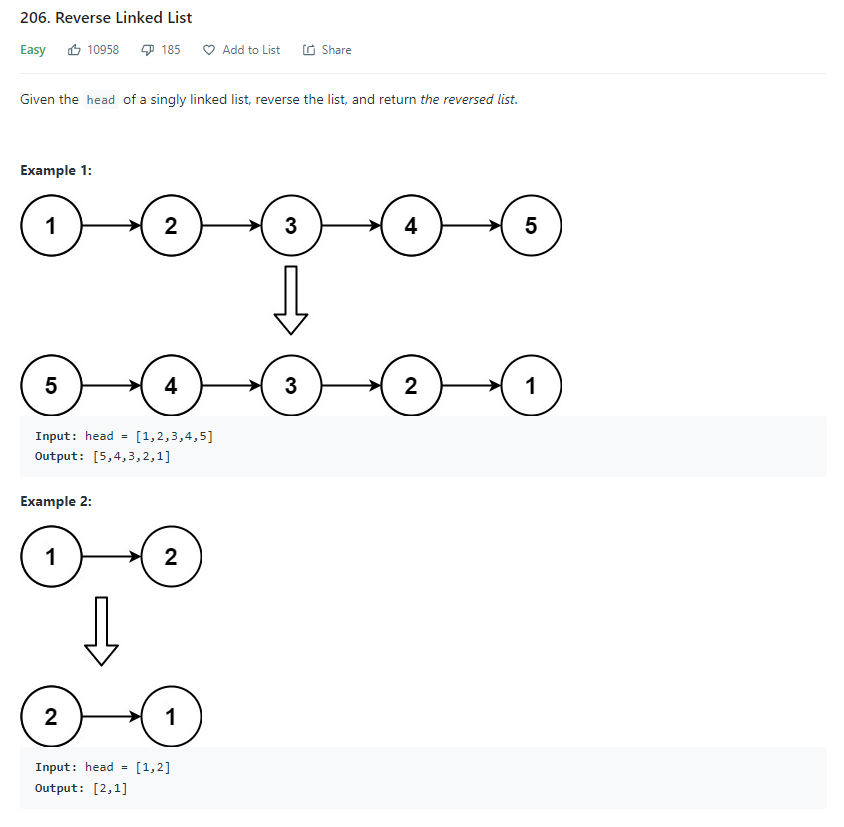 206. Reverse Linked List
Easy 10958 185 Add to List Share
Given the head of a singly linked list, reverse the list, and return the reversed list.
Example 1:
1 2 3 4 5
5 4 3 2 1
Input: head = [1,2,3,4,5]
Output: [5,4,3,2,1]
Example 2:
1 2
2 1
Input: head = [1,2]
Output: [2,1]